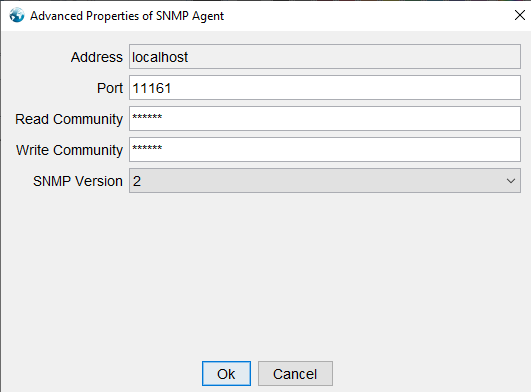 Advanced Properties of SNMP Agent
Address localhost
Port 11161
Read Community ******
Write Community ******
SNMP Version 2
Ok Cancel